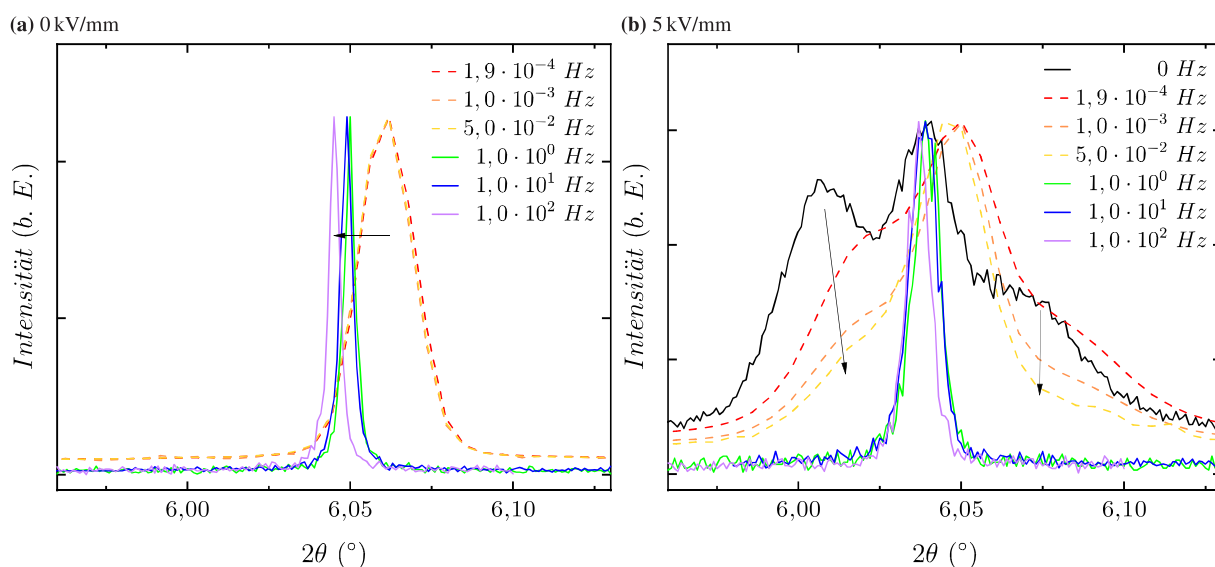 (a) 0 kV/mm
1,9 · 10⁻⁴ Hz
1,0 · 10⁻³ Hz
5,0 · 10⁻² Hz
1,0 · 10⁰ Hz
1,0 · 10¹ Hz
1,0 · 10² Hz
Intensität (b. E.)
6,00 6,05 6,10
2θ (°)
(b) 5 kV/mm
0 Hz
1,9 · 10⁻⁴
1,0 · 10⁻³
5,0 · 10⁻² Hz
1,0 · 10⁰ Hz
1,0 · 10¹ Hz
1,0 · 10² Hz
Intensität (b. E.)
6,00 6,05 6,10
2θ (°)